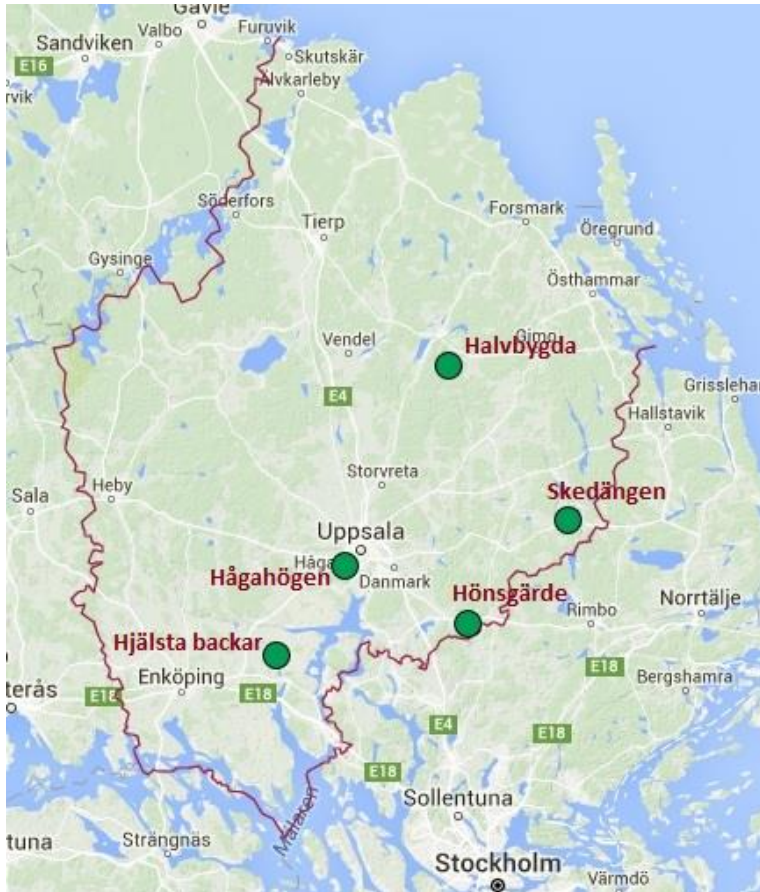 Gävle
Valbo
Furuvik
Sandviken
Skutskär
E16
Älvkarleby
rvik
Söderfors
Tierp
Forsmark
Öregrund
Gysinge
Östhammar
Vendel
Gimo
Halvbygda
Grissleham
E4
Hallstavik
Storvreta
Heby
Skedängen
Sala
Uppsala
Håga
Danmark
Hågahögen
Hönsgärde
Norrtälje
Rimbo
Hjälsta backar
E18
Enköping
Bergshamra
terås
E18
E18
E4
E18
E18
Sollentuna
Mälaren
tuna
Strängnäs
Stockholm
Värmdö